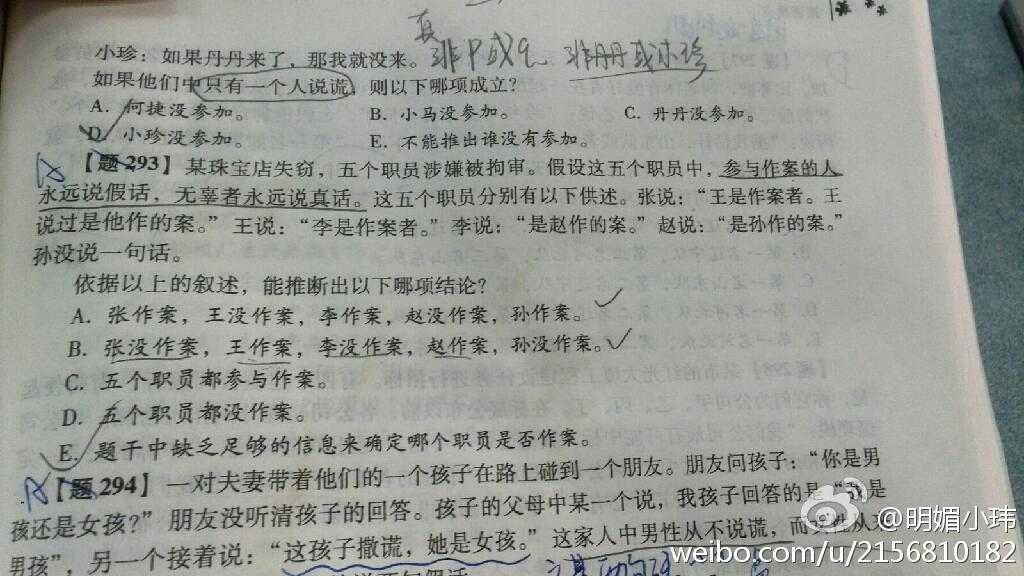 真
小珍：如果丹丹来了，那我就没来。 非P或q 非丹或非珍
如果他们中只有一个人说谎，则以下哪项成立？
A．何捷没参加。 B．小马没参加。 C．丹丹没参加。
D．小珍没参加。 E．不能推出谁没有参加。
【题293】某珠宝店失窃，五个职员涉嫌被拘审。假设这五个职员中，参与作案的人
永远说假话，无辜者永远说真话。这五个职员分别有以下供述。张说：“王是作案者。王
说过是他作的案。”王说：“李是作案者。”李说：“是赵作的案。”赵说：“是孙作的案。”
孙没说一句话。
依据以上的叙述，能推断出以下哪项结论？
A．张作案，王没作案，李作案，赵没作案，孙作案。
B．张没作案，王作案，李没作案，赵作案，孙没作案。
C．五个职员都参与作案。
D．五个职员都没作案。
E．题干中缺乏足够的信息来确定哪个职员是否作案。
【题294】一对夫妻带着他们的一个孩子在路上碰到一个朋友。朋友问孩子：“你是男
孩还是女孩？”朋友没听清孩子的回答。孩子的父母中某一个说，我孩子回答的是“我是
男孩”，另一个接着说：“这孩子撒谎，她是女孩。”这家人中男性从不说谎，而女性从
@明媚小玮
weibo.com/u/2156810182